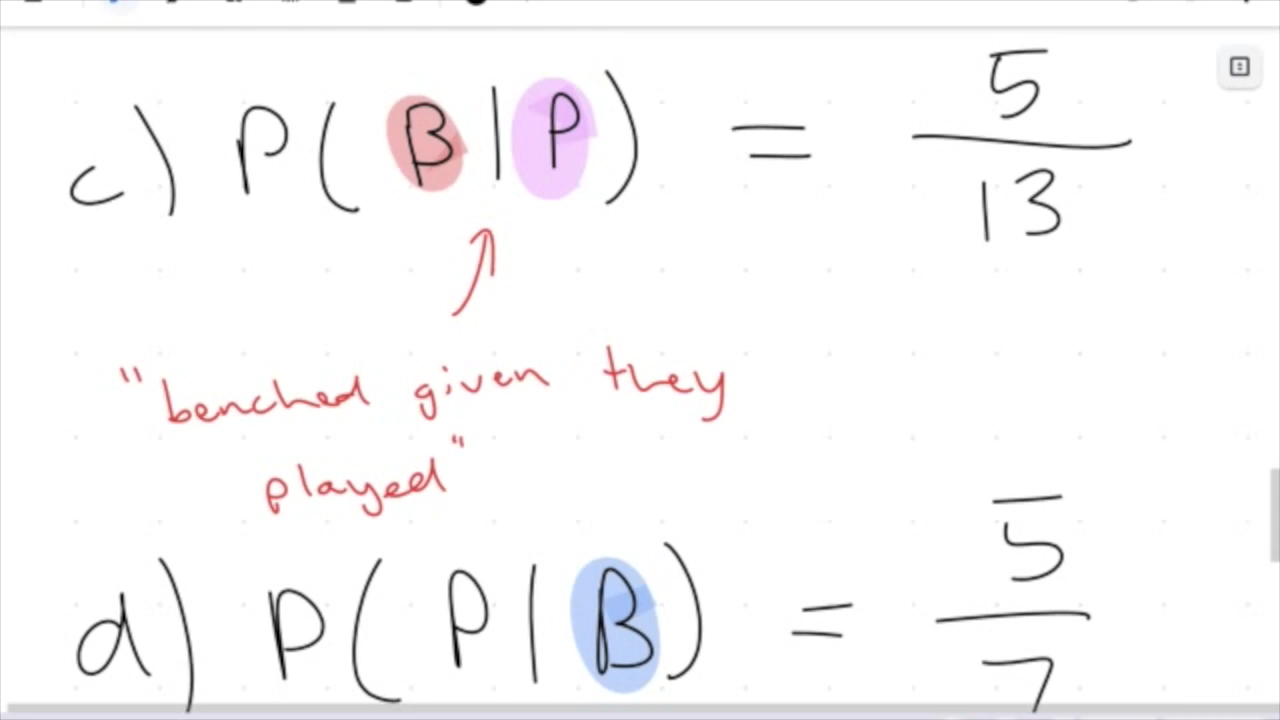 c) P(B|P) = 5/13
"benched given they
played"
d) P(P|B) = 5/7